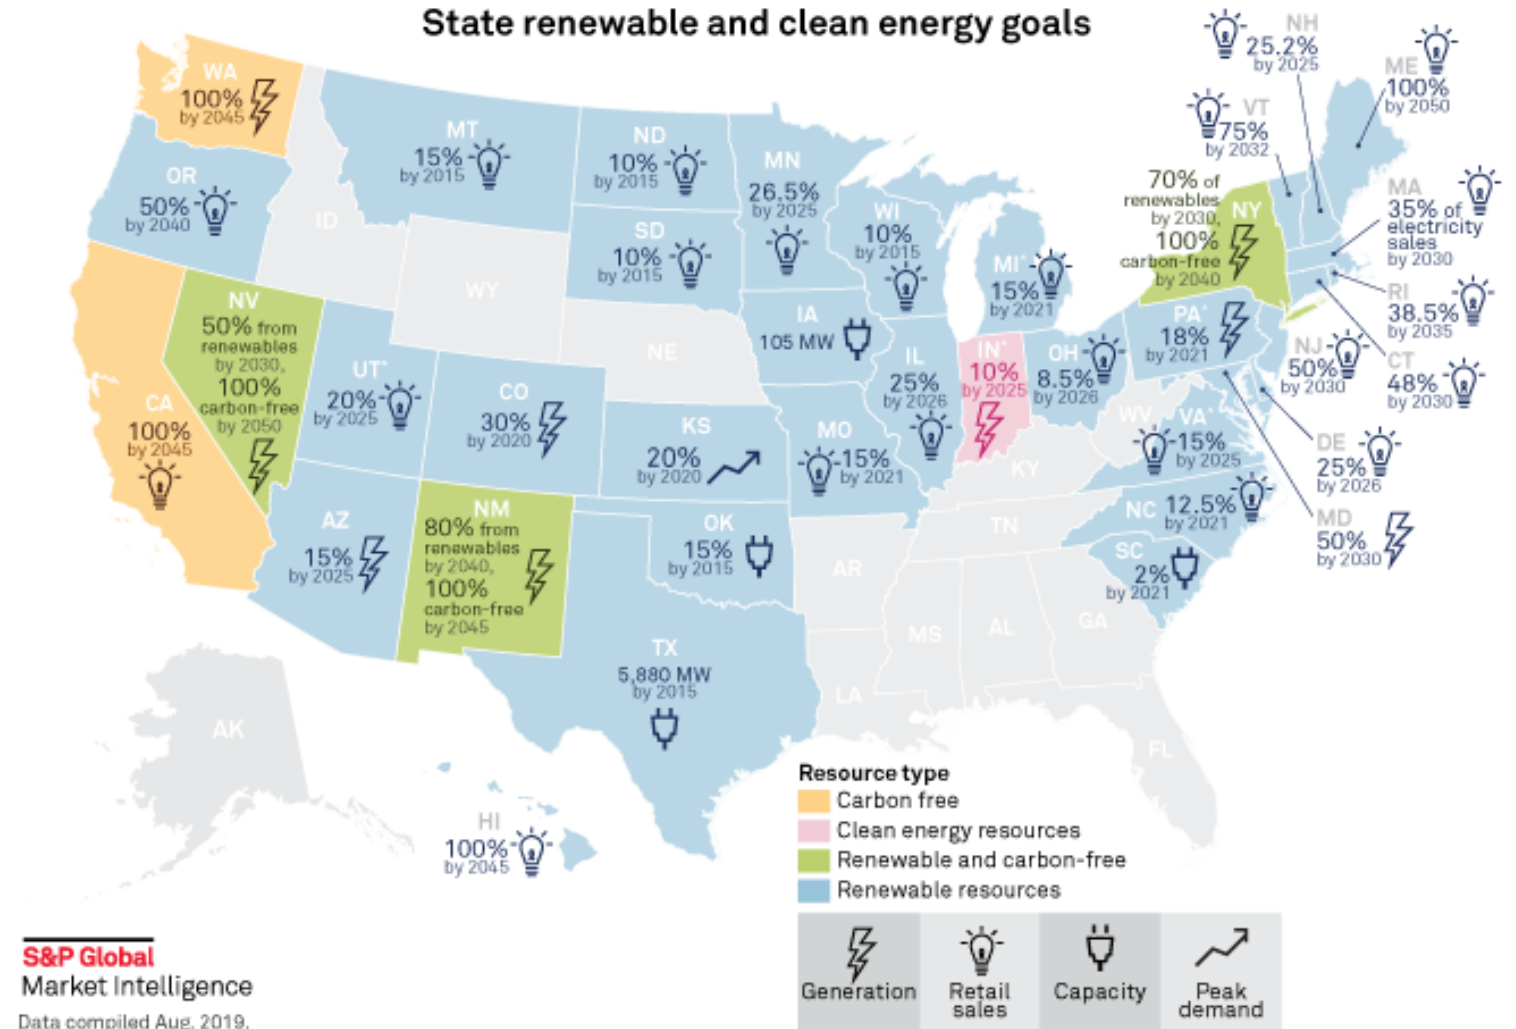 State renewable and clean energy goals
WA
100%
by 2045
OR
50%
by 2040
CA
100%
by 2045
NV
50% from
renewables
by 2030,
100%
carbon-free
by 2050
ID
MT
15%
by 2015
WY
UT*
20%
by 2025
CO
30%
by 2020
AZ
15%
by 2025
NM
80% from
renewables
by 2040,
100%
carbon-free
by 2045
ND
10%
by 2015
SD
10%
by 2015
NE
KS
20%
by 2020
OK
15%
by 2015
TX
5,880 MW
by 2015
MN
26.5%
by 2025
IA
105 MW
MO
15%
by 2021
AR
LA
WI
10%
by 2015
IL
25%
by 2026
MI*
15%
by 2021
IN*
10%
by 2025
OH
8.5%
by 2026
KY
TN
MS
AL
GA
FL
WV
VA*
15%
by 2025
NC
12.5%
by 2021
SC
2%
by 2021
PA*
18%
by 2021
70% of
renewables
by 2030,
100%
carbon-free
by 2040
NY
VT
75%
by 2032
NH
25.2%
by 2025
ME
100%
by 2050
MA
35% of
electricity
sales
by 2030
RI
38.5%
by 2035
CT
48%
by 2030
NJ
50%
by 2030
DE
25%
by 2026
MD
50%
by 2030
AK
HI
100%
by 2045
Resource type
Carbon free
Clean energy resources
Renewable and carbon-free
Renewable resources
Generation
Retail
sales
Capacity
Peak
demand
S&P Global
Market Intelligence
Data compiled Aug. 2019.